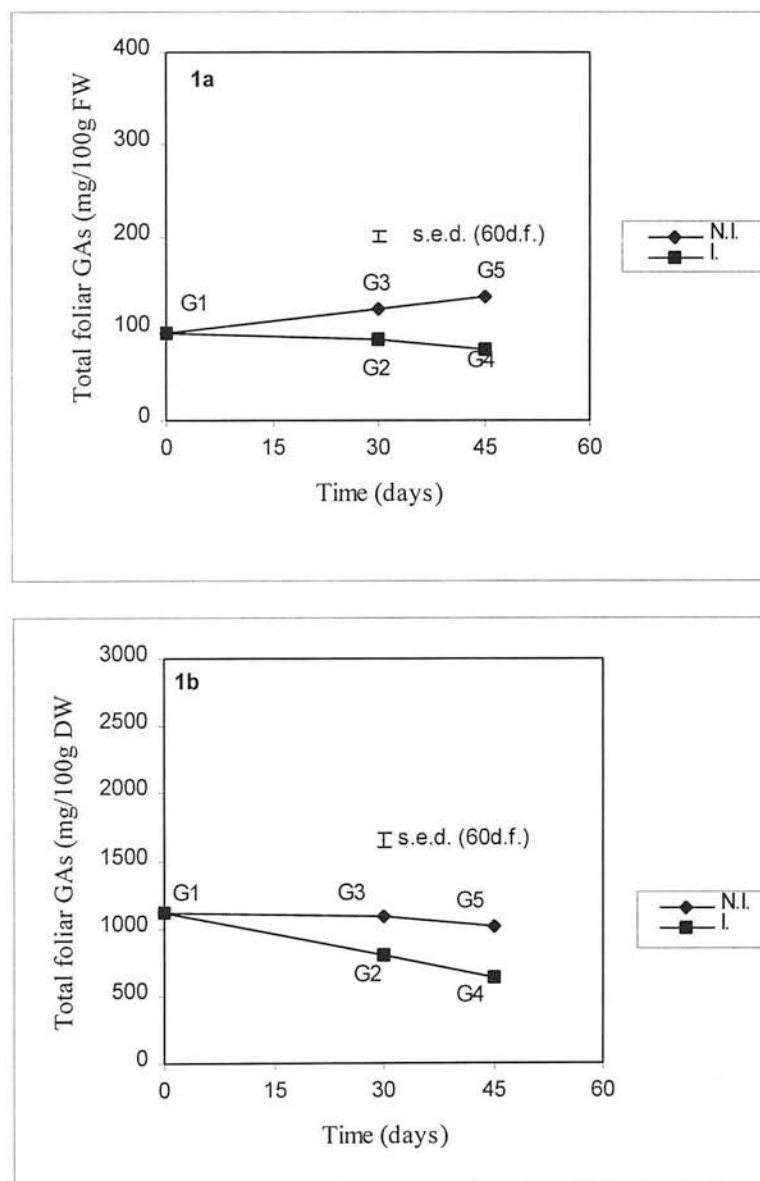 1a
Total foliar GAs (mg/100g FW)
400
300
200
100
0
s.e.d. (60d.f.)
G1
G3
G5
G2
G4
N.I.
I.
0 15 30 45 60
Time (days)
1b
Total foliar GAs (mg/100g DW)
3000
2500
2000
1500
1000
500
0
s.e.d. (60d.f.)
G1
G3
G5
G2
G4
N.I.
I.
0 15 30 45 60
Time (days)